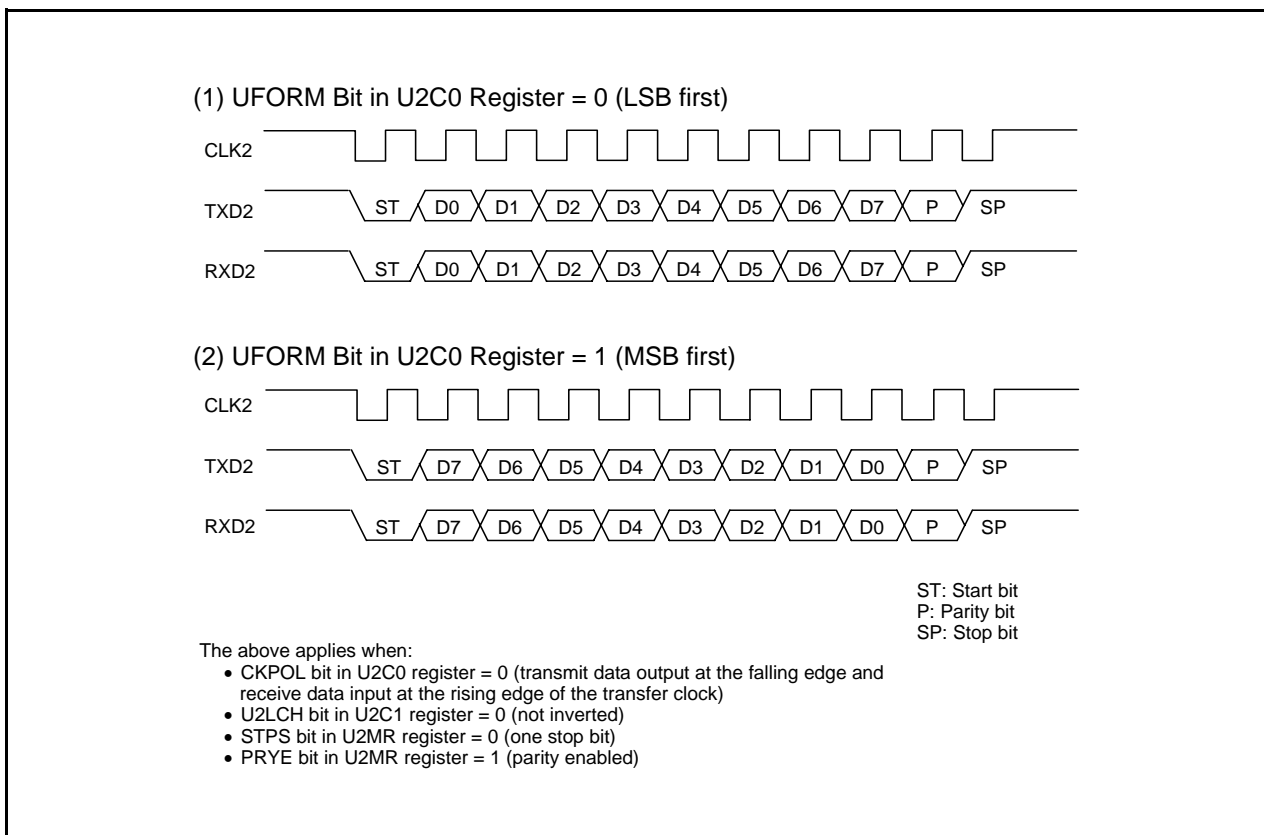 (1) UFORM Bit in U2C0 Register = 0 (LSB first)
CLK2
TXD2 ST D0 D1 D2 D3 D4 D5 D6 D7 P SP
RXD2 ST D0 D1 D2 D3 D4 D5 D6 D7 P SP
(2) UFORM Bit in U2C0 Register = 1 (MSB first)
CLK2
TXD2 ST D7 D6 D5 D4 D3 D2 D1 D0 P SP
RXD2 ST D7 D6 D5 D4 D3 D2 D1 D0 P SP
ST: Start bit
P: Parity bit
SP: Stop bit
The above applies when:
• CKPOL bit in U2C0 register = 0 (transmit data output at the falling edge and
receive data input at the rising edge of the transfer clock)
• U2LCH bit in U2C1 register = 0 (not inverted)
• STPS bit in U2MR register = 0 (one stop bit)
• PRYE bit in U2MR register = 1 (parity enabled)